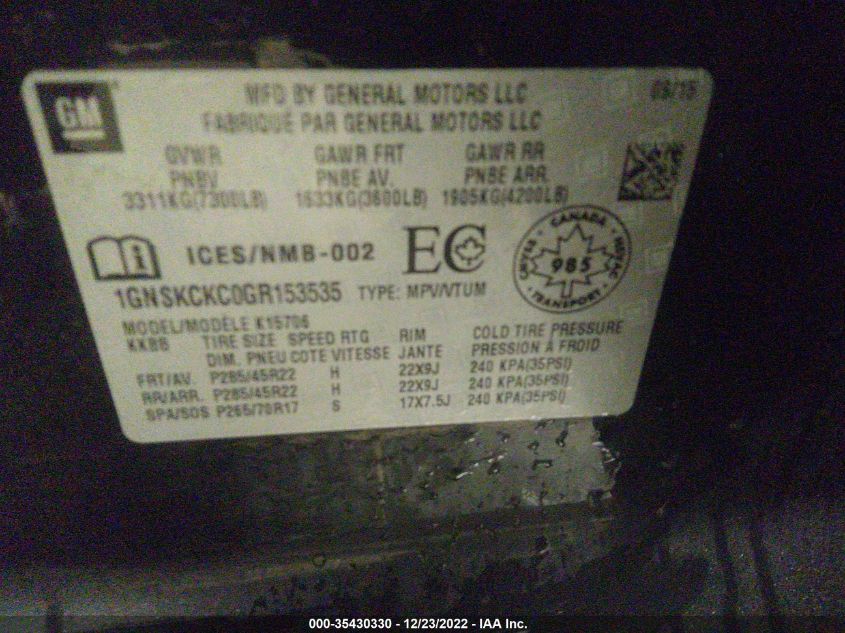 GM
MFD BY GENERAL MOTORS LLC
FABRIQUÉ PAR GENERAL MOTORS LLC
GVWR GAWR FRT GAWR RR
PNBV PNBE AV. PNBE ARR.
3311KG(7300LB) 1633KG(3600LB) 1905KG(4200LB)
ICES/NMB-002 EC
CANADA
985
TRANSPORT
1GNSKCKC0GR153535 TYPE: MPV/VTUM
MODEL/MODÈLE K15706
KKBB TIRE SIZE SPEED RTG RIM COLD TIRE PRESSURE
DIM. PNEU COTE VITESSE JANTE PRESSION À FROID
FRT/AV. P285/45R22 H 22X9J 240 KPA(35PSI)
RR/ARR. P285/45R22 H 22X9J 240 KPA(35PSI)
SPA/SOS P265/70R17 S 17X7.5J 240 KPA(35PSI)
000-35430330 - 12/23/2022 - IAA Inc.